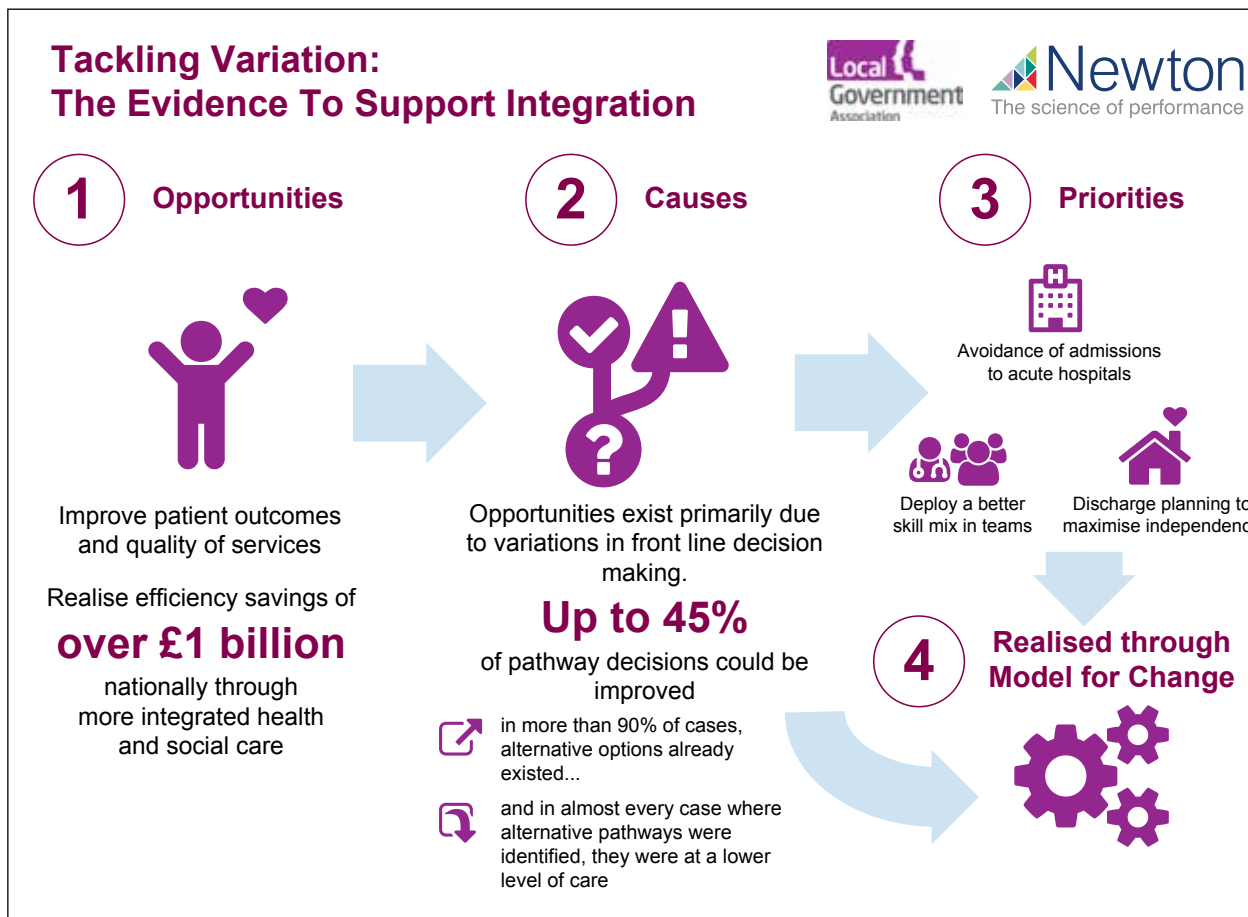 Tackling Variation:
The Evidence To Support Integration
Local
Government
Association
Newton
The science of performance
1
Opportunities
Improve patient outcomes
and quality of services
Realise efficiency savings of
over £1 billion
nationally through
more integrated health
and social care
2
Causes
Opportunities exist primarily due
to variations in front line decision
making.
Up to 45%
of pathway decisions could be
improved
in more than 90% of cases,
alternative options already
existed...
and in almost every case where
alternative pathways were
identified, they were at a lower
level of care
3
Priorities
H
Avoidance of admissions
to acute hospitals
Deploy a better
skill mix in teams
Discharge planning to
maximise independenc
4
Realised through
Model for Change